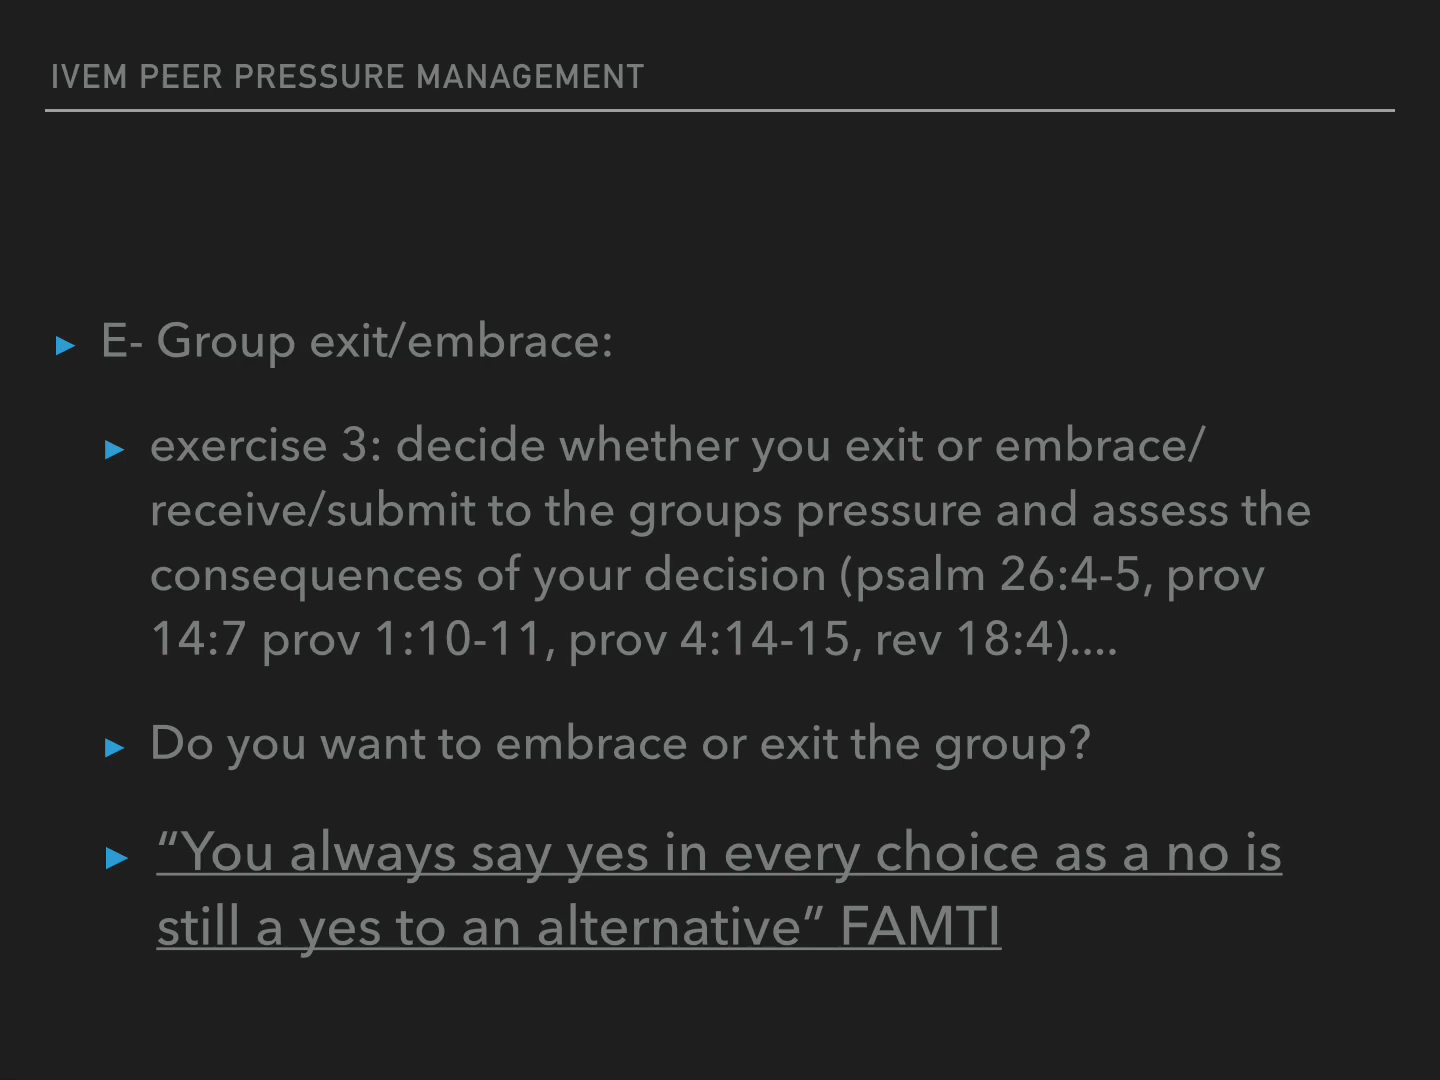 IVEM PEER PRESSURE MANAGEMENT
▸ E- Group exit/embrace:
▸ exercise 3: decide whether you exit or embrace/
receive/submit to the groups pressure and assess the
consequences of your decision (psalm 26:4-5, prov
14:7 prov 1:10-11, prov 4:14-15, rev 18:4)....
▸ Do you want to embrace or exit the group?
▸ “You always say yes in every choice as a no is
still a yes to an alternative” FAMTI